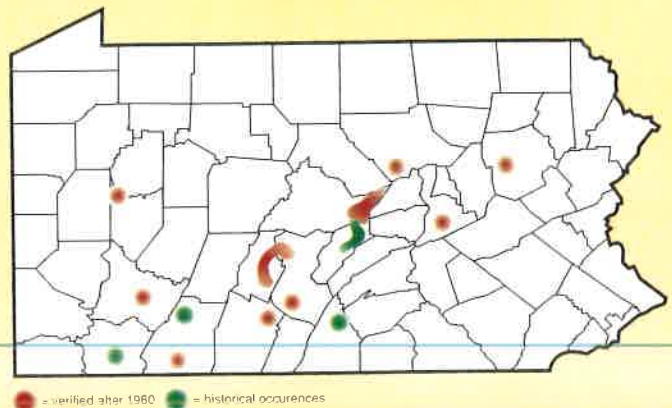 = verified after 1960 = historical occurences